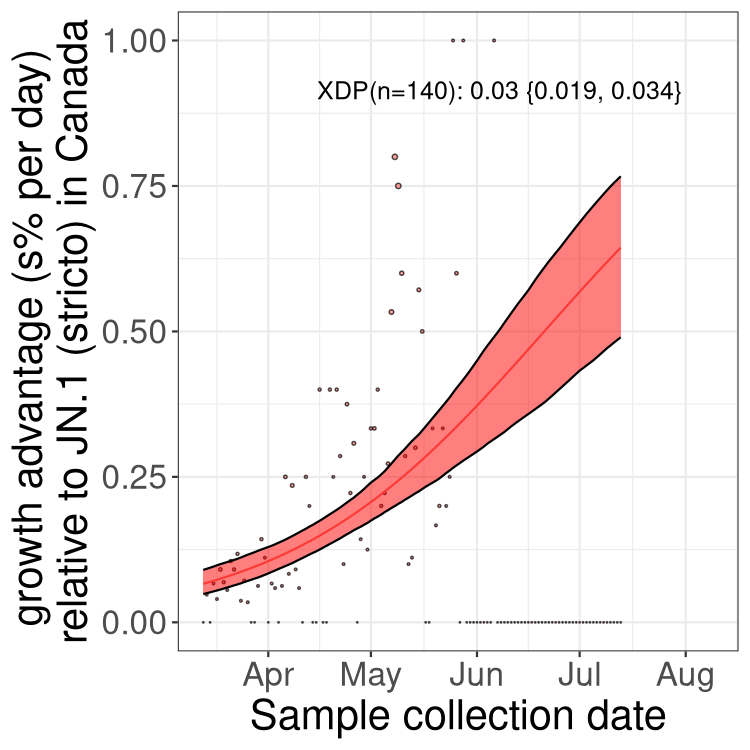 growth advantage (s% per day)
relative to JN.1 (stricto) in Canada
1.00
0.75
0.50
0.25
0.00
XDP(n=140): 0.03 {0.019, 0.034}
Apr May Jun Jul Aug
Sample collection date